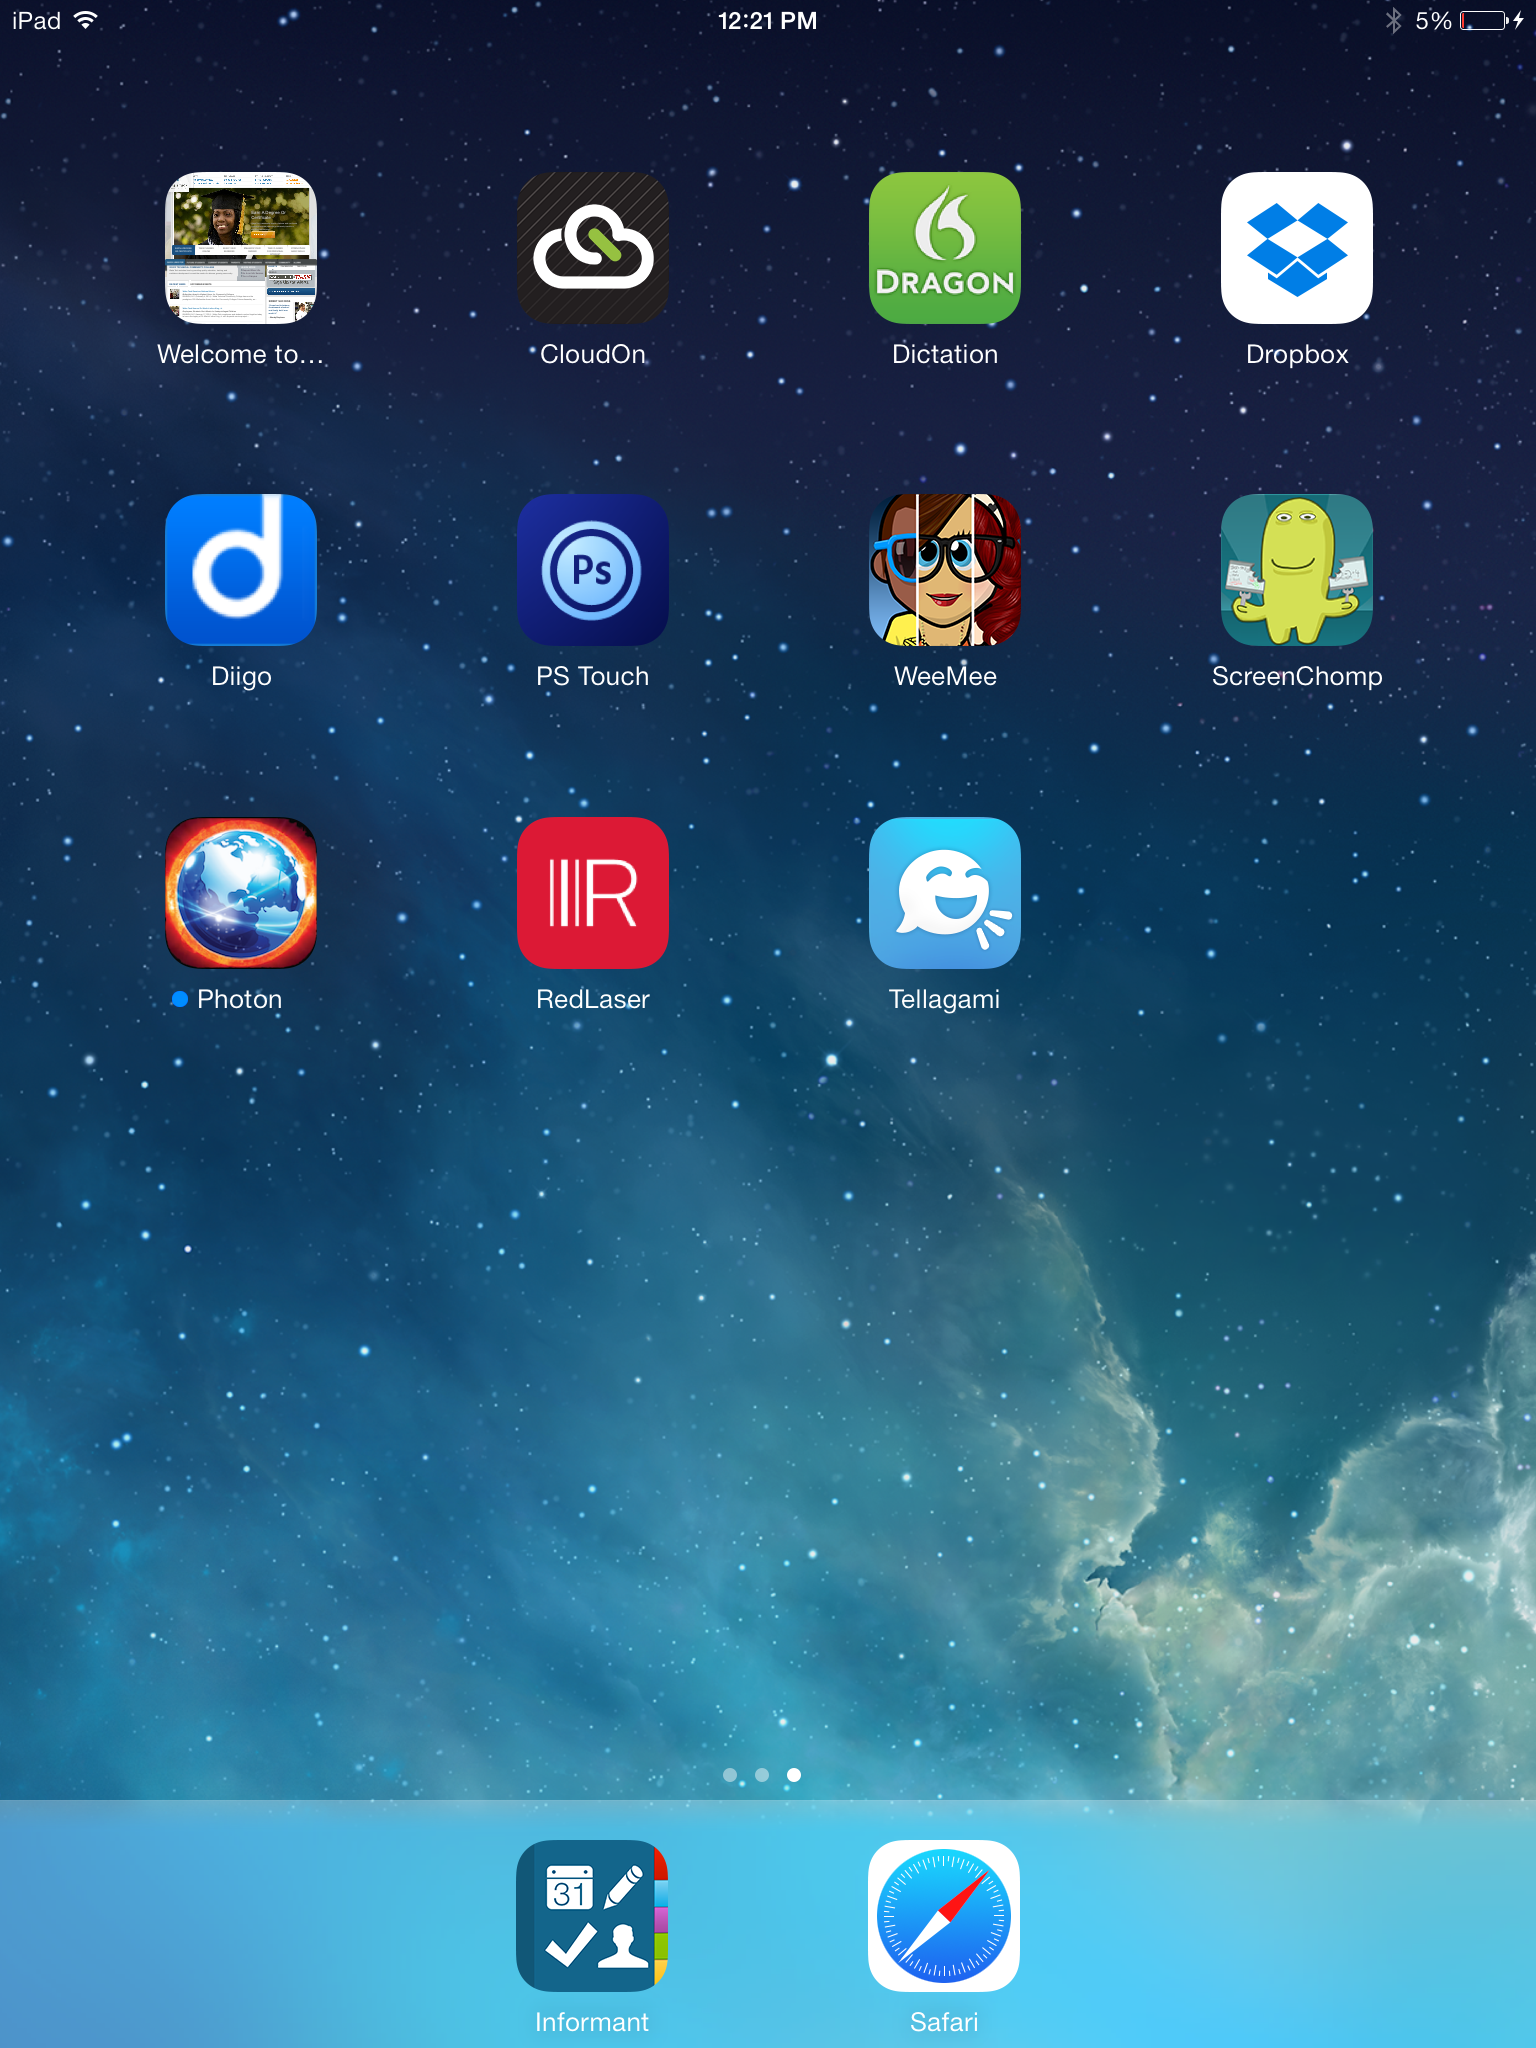 iPad 12:21 PM 5%
DRAGON
Welcome to... CloudOn Dictation Dropbox
Ps
Diigo PS Touch WeeMee ScreenChomp
R
Photon RedLaser Tellagami
31
Informant Safari